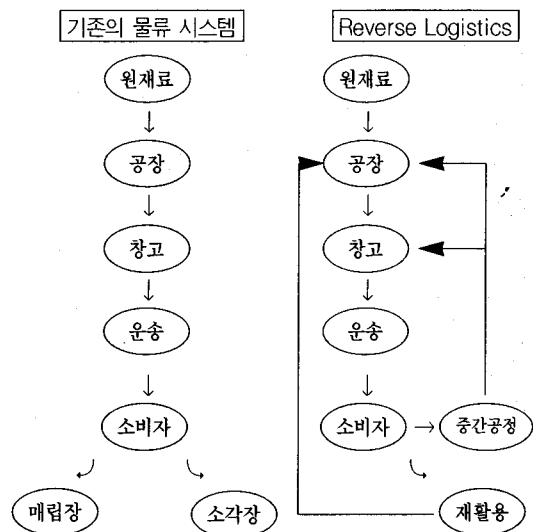 기존의 물류 시스템
원재료
공장
창고
운송
소비자
매립장
소각장
Reverse Logistics
원재료
공장
창고
운송
소비자
중간공정
재활용